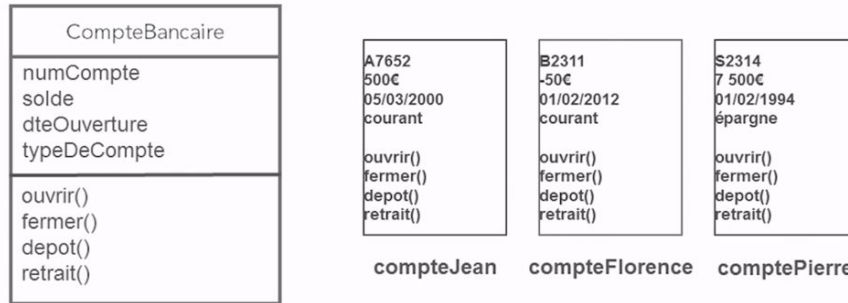 CompteBancaire
numCompte
solde
dteOuverture
typeDeCompte
ouvrir()
fermer()
depot()
retrait()
A7652
500€
05/03/2000
courant
ouvrir()
fermer()
depot()
retrait()
compteJean
B2311
-50€
01/02/2012
courant
ouvrir()
fermer()
depot()
retrait()
compteFlorence
S2314
7 500€
01/02/1994
épargne
ouvrir()
fermer()
depot()
retrait()
comptePierre